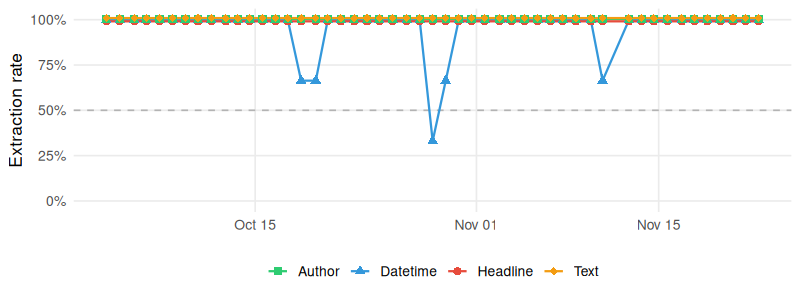 Extraction rate
100%
75%
50%
25%
0%
Oct 15 Nov 01 Nov 15
Author Datetime Headline Text